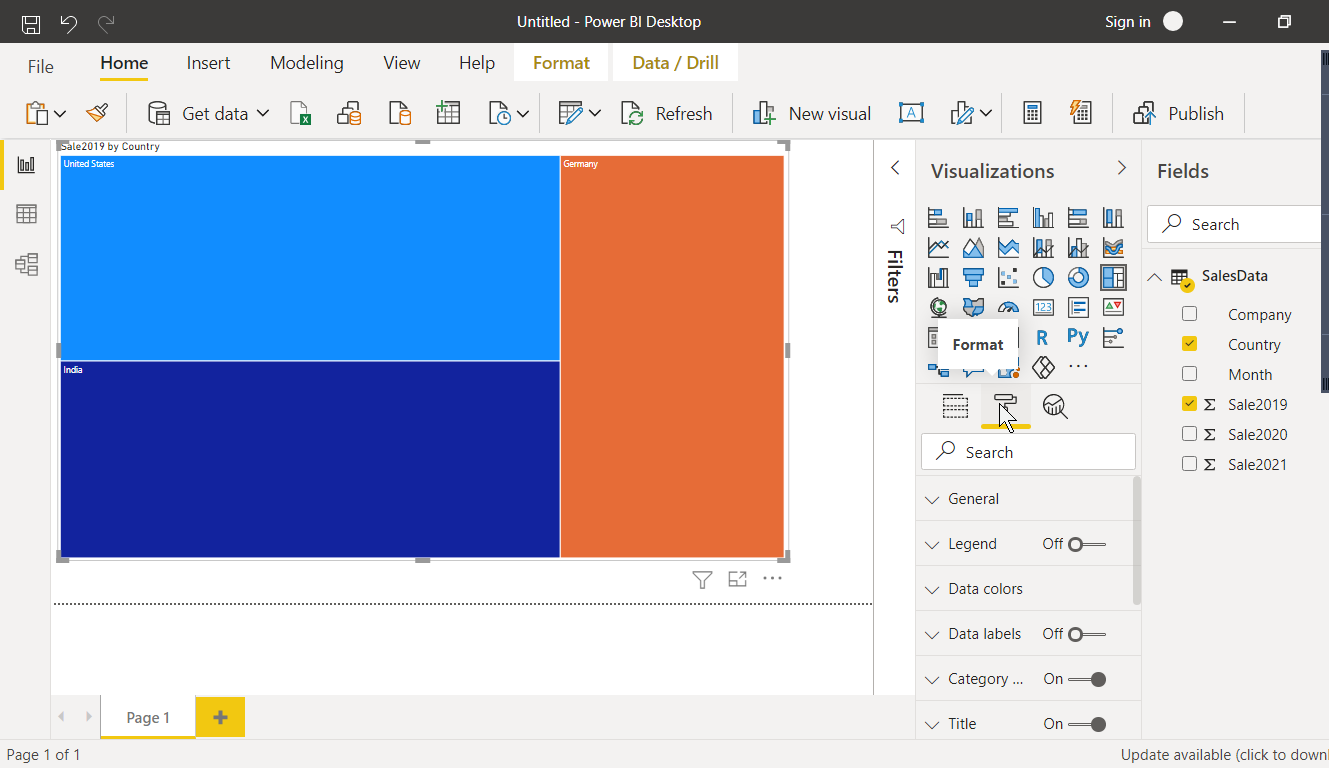 Untitled - Power BI Desktop
Sign in
File
Home
Insert
Modeling
View
Help
Format
Data / Drill
Get data
Refresh
New visual
Publish
Sale2019 by Country
United States
Germany
India
Filters
Visualizations
123
R
Py
Format
Search
General
Legend Off
Data colors
Data labels Off
Category ... On
Title On
Fields
Search
SalesData
Company
Country
Month
Σ Sale2019
Σ Sale2020
Σ Sale2021
Page 1
Page 1 of 1
Update available (click to downl